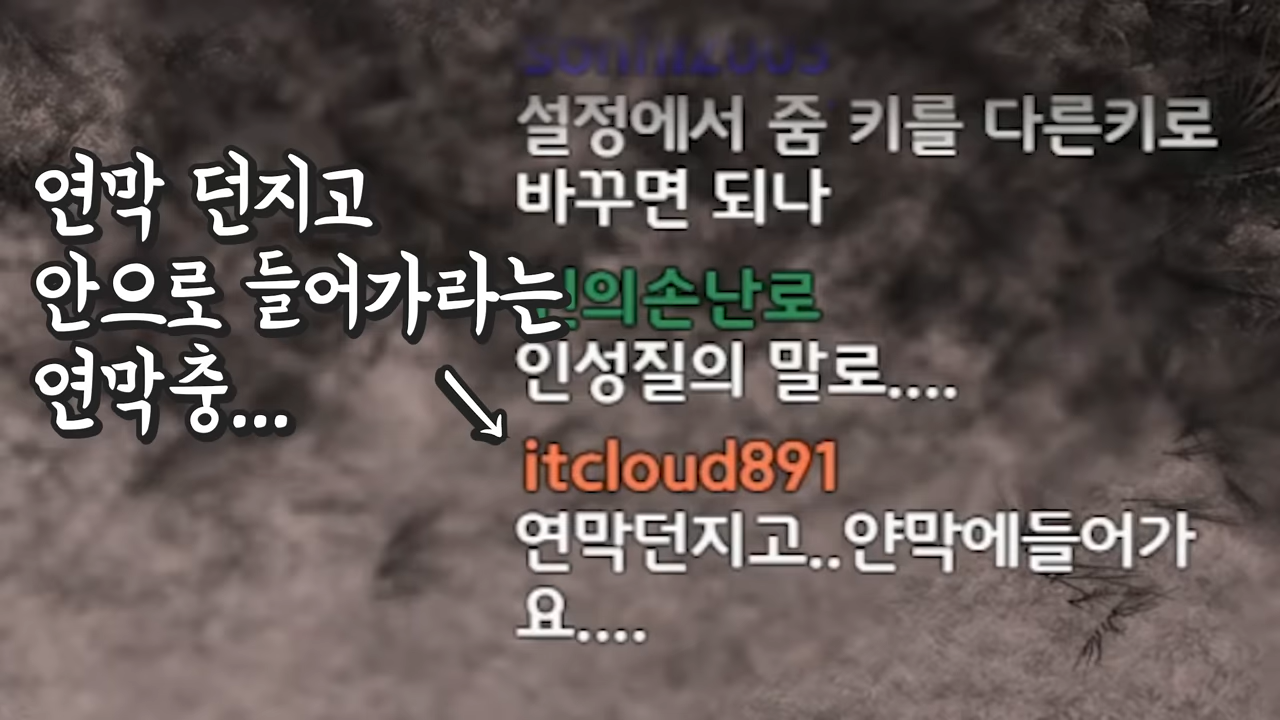 설정에서 줌 키를 다른키로
바꾸면 되나
연막 던지고
안으로 들어가라는
연막충...
의손난로
인성질의 말로....
itcloud891
연막던지고..얀막에들어가
요....